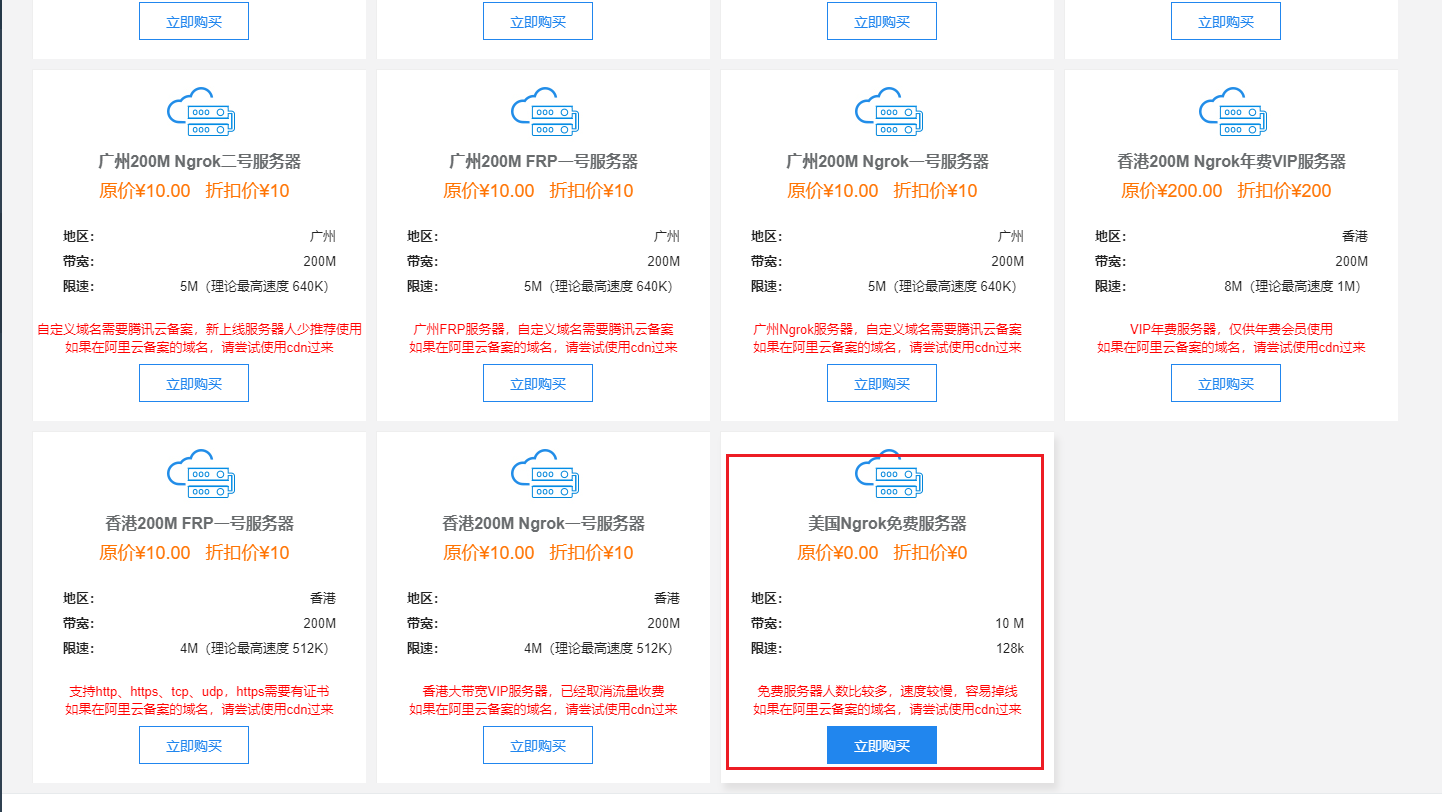 立即购买
立即购买
立即购买
立即购买
广州200M Ngrok二号服务器
原价¥10.00 折扣价¥10
地区： 广州
带宽： 200M
限速： 5M（理论最高速度 640K）
自定义域名需要腾讯云备案，新上线服务器人少推荐使用
如果在阿里云备案的域名，请尝试使用cdn过来
立即购买
广州200M FRP一号服务器
原价¥10.00 折扣价¥10
地区： 广州
带宽： 200M
限速： 5M（理论最高速度 640K）
广州FRP服务器，自定义域名需要腾讯云备案
如果在阿里云备案的域名，请尝试使用cdn过来
立即购买
广州200M Ngrok一号服务器
原价¥10.00 折扣价¥10
地区： 广州
带宽： 200M
限速： 5M（理论最高速度 640K）
广州Ngrok服务器，自定义域名需要腾讯云备案
如果在阿里云备案的域名，请尝试使用cdn过来
立即购买
香港200M Ngrok年费VIP服务器
原价¥200.00 折扣价¥200
地区： 香港
带宽： 200M
限速： 8M（理论最高速度 1M）
VIP年费服务器，仅供年费会员使用
如果在阿里云备案的域名，请尝试使用cdn过来
立即购买
香港200M FRP一号服务器
原价¥10.00 折扣价¥10
地区： 香港
带宽： 200M
限速： 4M（理论最高速度 512K）
支持http、https、tcp、udp，https需要有证书
如果在阿里云备案的域名，请尝试使用cdn过来
立即购买
香港200M Ngrok一号服务器
原价¥10.00 折扣价¥10
地区： 香港
带宽： 200M
限速： 4M（理论最高速度 512K）
香港大带宽VIP服务器，已经取消流量收费
如果在阿里云备案的域名，请尝试使用cdn过来
立即购买
美国Ngrok免费服务器
原价¥0.00 折扣价¥0
地区：
带宽： 10 M
限速： 128k
免费服务器人数比较多，速度较慢，容易掉线
如果在阿里云备案的域名，请尝试使用cdn过来
立即购买